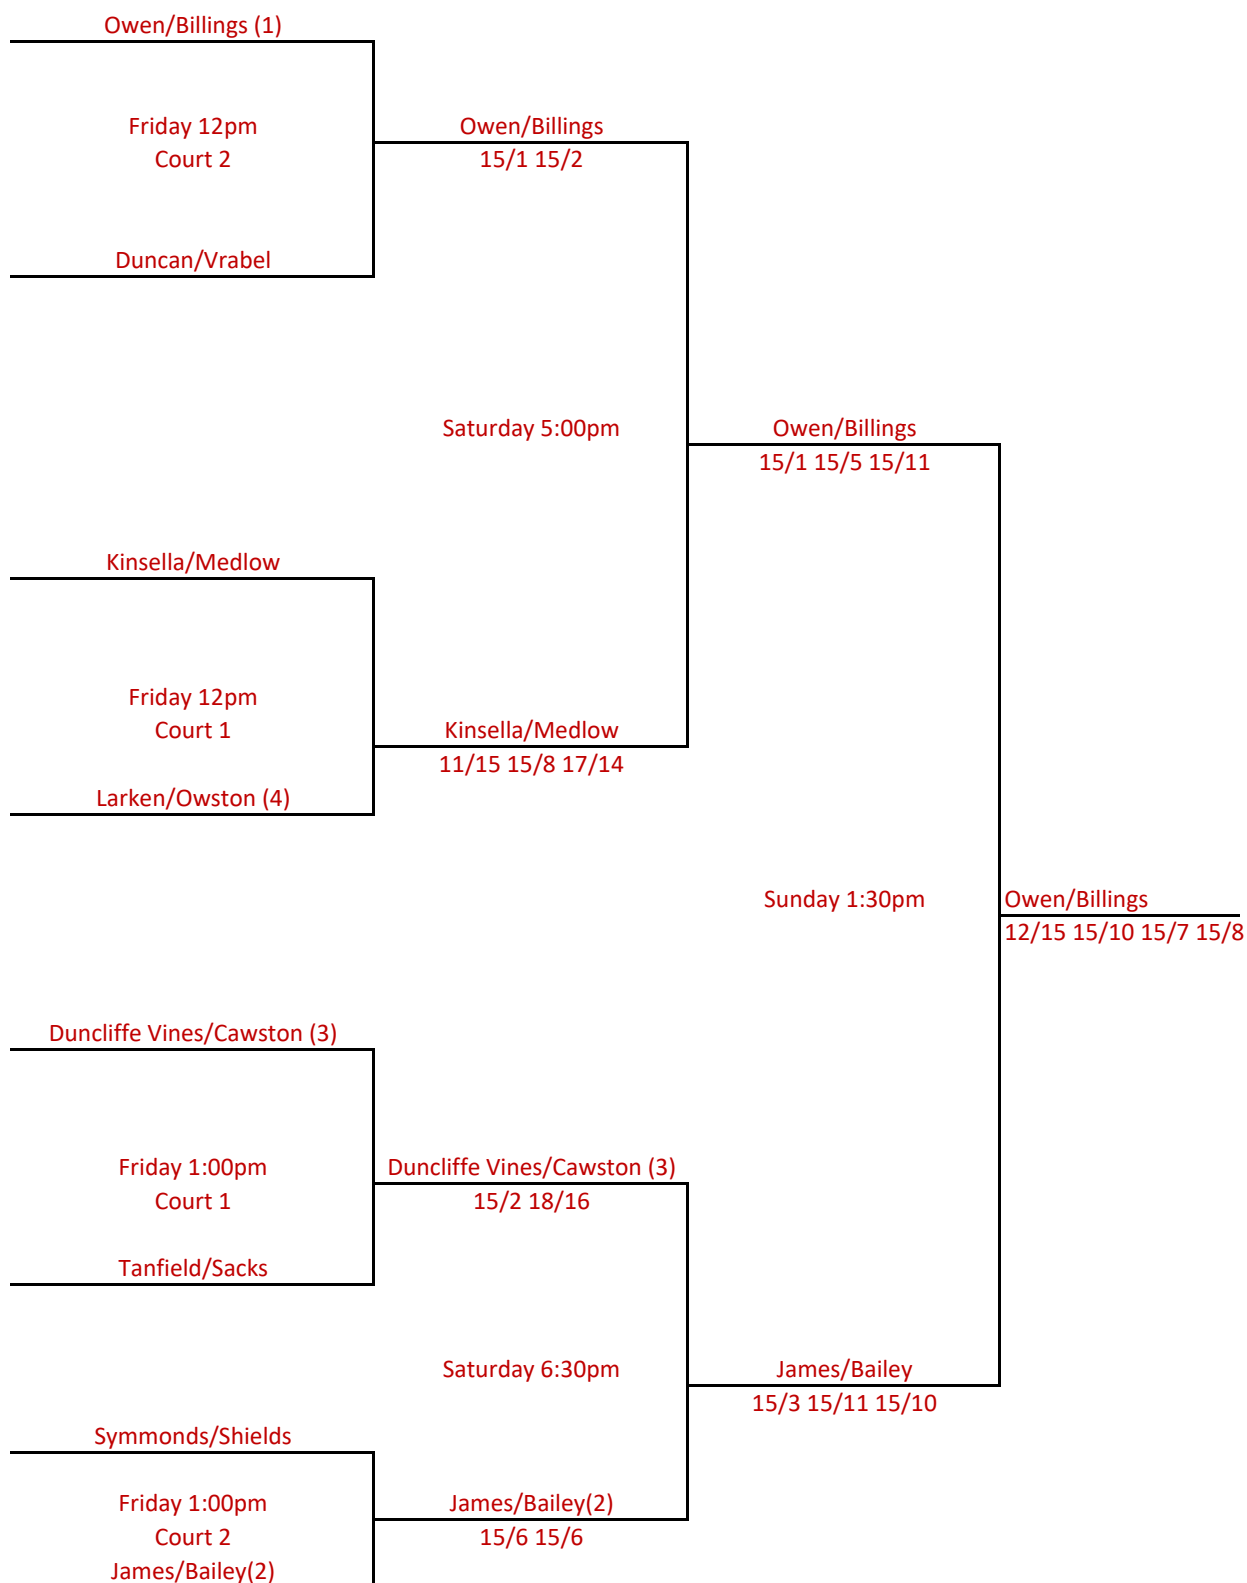 Owen/Billings (1)
Friday 12pm
Court 2
Owen/Billings
15/1 15/2
Duncan/Vrabel
Saturday 5:00pm
Owen/Billings
15/1 15/5 15/11
Kinsella/Medlow
Friday 12pm
Court 1
Kinsella/Medlow
11/15 15/8 17/14
Larken/Owston (4)
Sunday 1:30pm
Owen/Billings
12/15 15/10 15/7 15/8
Duncliffe Vines/Cawston (3)
Friday 1:00pm
Court 1
Duncliffe Vines/Cawston (3)
15/2 18/16
Tanfield/Sacks
Saturday 6:30pm
James/Bailey
15/3 15/11 15/10
Symmonds/Shields
Friday 1:00pm
Court 2
James/Bailey(2)
15/6 15/6
James/Bailey(2)